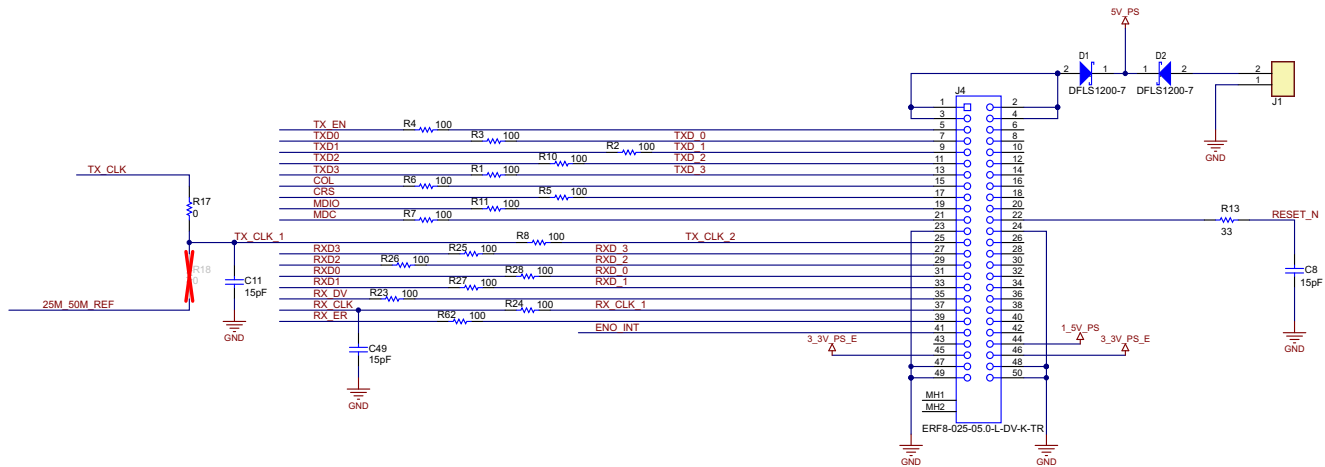 5V_PS
D1
D2
2 1 1 2
DFLS1200-7 DFLS1200-7
2
1
J1
GND
J4
1 2
3 4
TX_EN R4 100 5 6
TXD0 R3 100 TXD_0 7 8
TXD1 R2 100 TXD_1 9 10
TXD2 R10 100 TXD_2 11 12
TXD3 R1 100 TXD_3 13 14
COL R6 100 15 16
CRS R5 100 17 18
MDIO R11 100 19 20
MDC R7 100 21 22
23 24
TX_CLK
R17
0
R13
33
RESET_N
TX_CLK_1 R8 100 TX_CLK_2 25 26
RXD3 R25 100 RXD_3 27 28
RXD2 R26 100 RXD_2 29 30
RXD0 R28 100 RXD_0 31 32
RXD1 R27 100 RXD_1 33 34
RX_DV R23 100 35 36
RX_CLK R24 100 RX_CLK_1 37 38
RX_ER R62 100 39 40
ENO_INT 41 42
43 44
45 46
47 48
49 50
R18
0
C11
15pF
GND
25M_50M_REF
C8
15pF
GND
C49
15pF
GND
3_3V_PS_E
1_5V_PS
3_3V_PS_E
MH1
MH2
ERF8-025-05.0-L-DV-K-TR
GND
GND